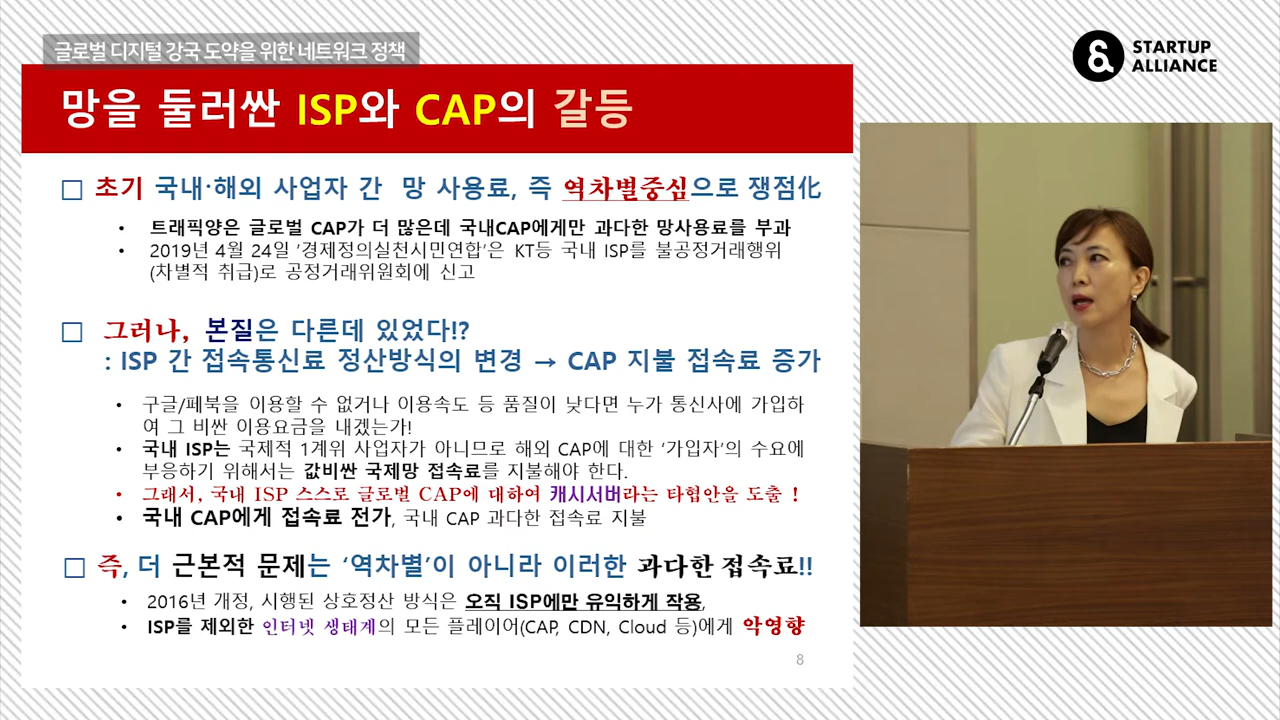 글로벌 디지털 강국 도약을 위한 네트워크 정책
STARTUP
ALLIANCE
망을 둘러싼 ISP와 CAP의 갈등
□ 초기 국내·해외 사업자 간 망 사용료, 즉 역차별중심으로 쟁점化
• 트래픽양은 글로벌 CAP가 더 많은데 국내CAP에게만 과다한 망사용료를 부과
• 2019년 4월 24일 '경제정의실천시민연합'은 KT등 국내 ISP를 불공정거래행위
(차별적 취급)로 공정거래위원회에 신고
□ 그러나, 본질은 다른데 있었다!?
: ISP 간 접속통신료 정산방식의 변경 → CAP 지불 접속료 증가
• 구글/페북을 이용할 수 없거나 이용속도 등 품질이 낮다면 누가 통신사에 가입하
여 그 비싼 이용요금을 내겠는가!
• 국내 ISP는 국제적 1계위 사업자가 아니므로 해외 CAP에 대한 '가입자'의 수요에
부응하기 위해서는 값비싼 국제망 접속료를 지불해야 한다.
• 그래서, 국내 ISP 스스로 글로벌 CAP에 대하여 캐시서버라는 타협안을 도출 !
• 국내 CAP에게 접속료 전가, 국내 CAP 과다한 접속료 지불
□ 즉, 더 근본적 문제는 '역차별'이 아니라 이러한 과다한 접속료!!
• 2016년 개정, 시행된 상호정산 방식은 오직 ISP에만 유익하게 작용,
• ISP를 제외한 인터넷 생태계의 모든 플레이어(CAP, CDN, Cloud 등)에게 악영향
8